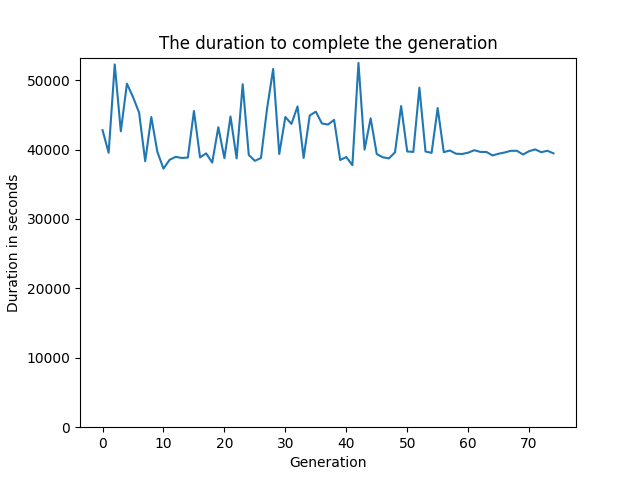 The duration to complete the generation
50000
40000
30000
20000
10000
0
Duration in seconds
0 10 20 30 40 50 60 70
Generation